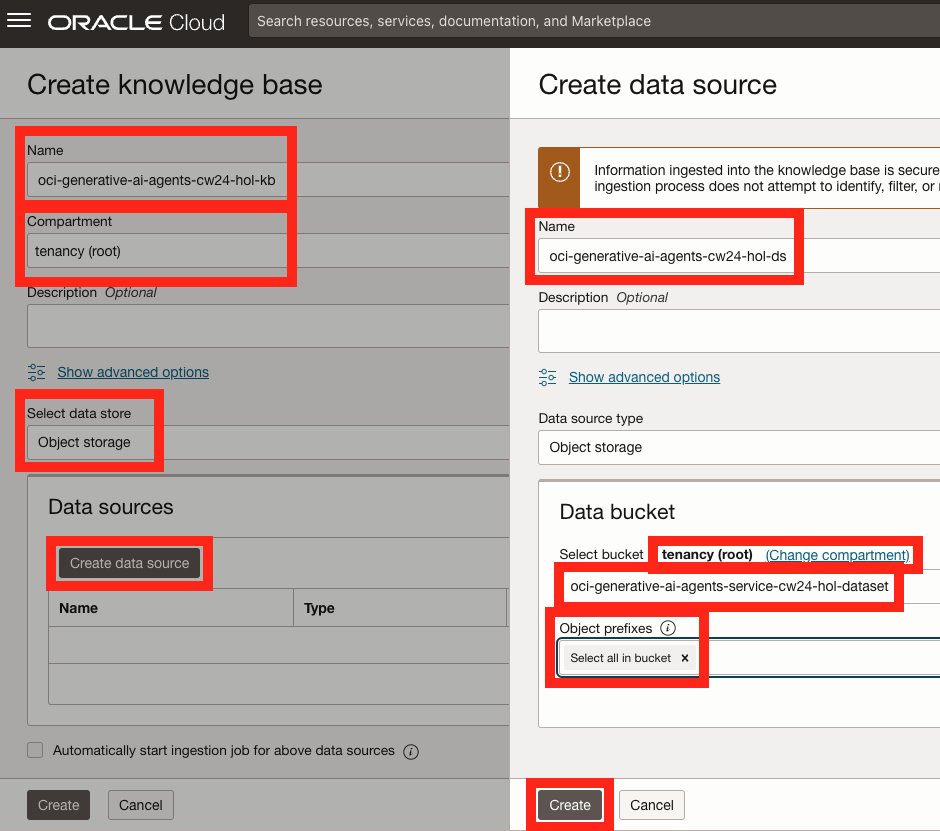 ORACLE Cloud
Search resources, services, documentation, and Marketplace
Create knowledge base
Name
oci-generative-ai-agents-cw24-hol-kb
Compartment
tenancy (root)
Description Optional
Show advanced options
Select data store
Object storage
Data sources
Create data source
Name Type
Automatically start ingestion job for above data sources
Create Cancel
Create data source
Information ingested into the knowledge base is secure
ingestion process does not attempt to identify, filter, or
Name
oci-generative-ai-agents-cw24-hol-ds
Description Optional
Show advanced options
Data source type
Object storage
Data bucket
Select bucket tenancy (root) (Change compartment)
oci-generative-ai-agents-service-cw24-hol-dataset
Object prefixes
Select all in bucket ×
Create Cancel